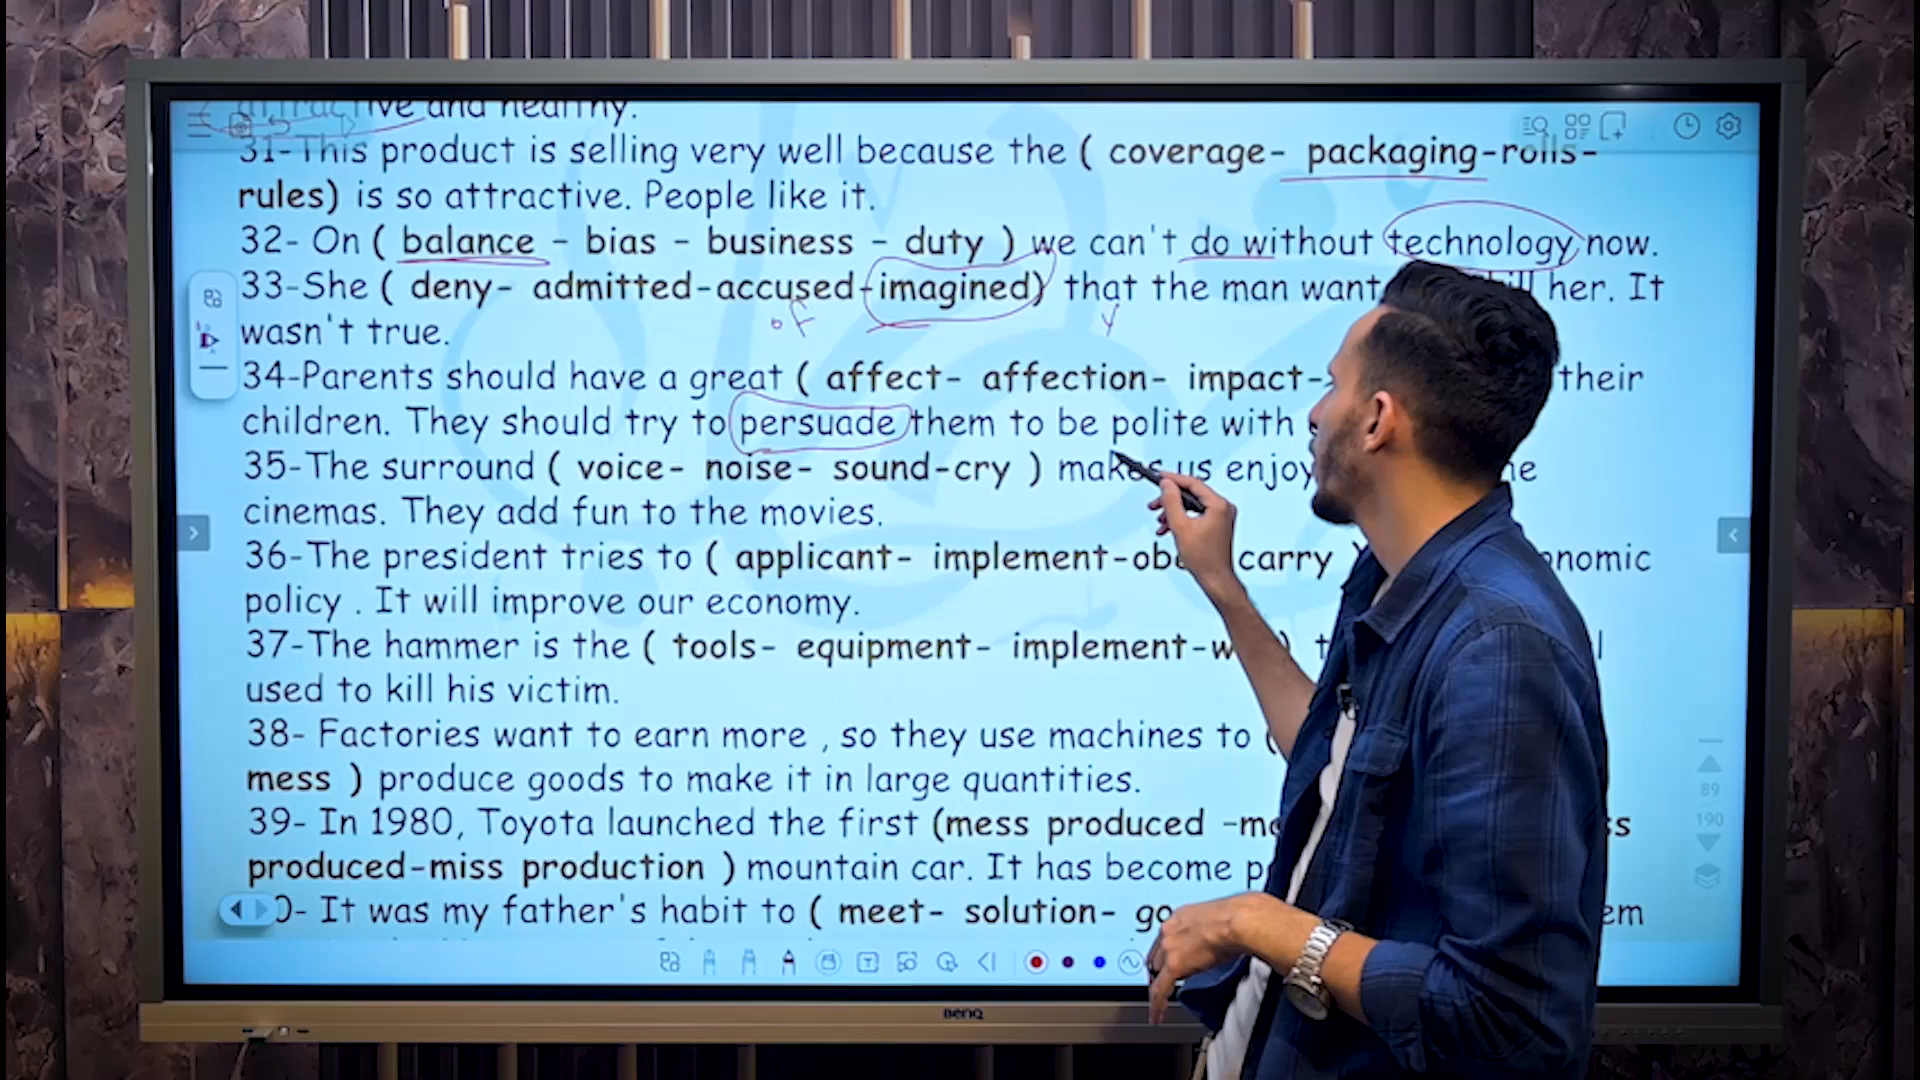 attractive and healthy.
31-This product is selling very well because the ( coverage- packaging-rolls-
rules) is so attractive. People like it.
32- On ( balance - bias - business - duty ) we can't do without technology now.
33-She ( deny- admitted-accused-imagined) that the man want her. It
of
wasn't true.
34-Parents should have a great ( affect- affection- impact- their
children. They should try to persuade them to be polite with
35-The surround ( voice- noise- sound-cry ) makes us enjoy
cinemas. They add fun to the movies.
36-The president tries to ( applicant- implement- carry
policy . It will improve our economy.
37-The hammer is the ( tools- equipment- implement-
used to kill his victim.
38- Factories want to earn more , so they use machines to (
mess ) produce goods to make it in large quantities.
39- In 1980, Toyota launched the first (mess produced -
produced-miss production ) mountain car. It has become
0- It was my father's habit to ( meet- solution-
89
190
BenQ